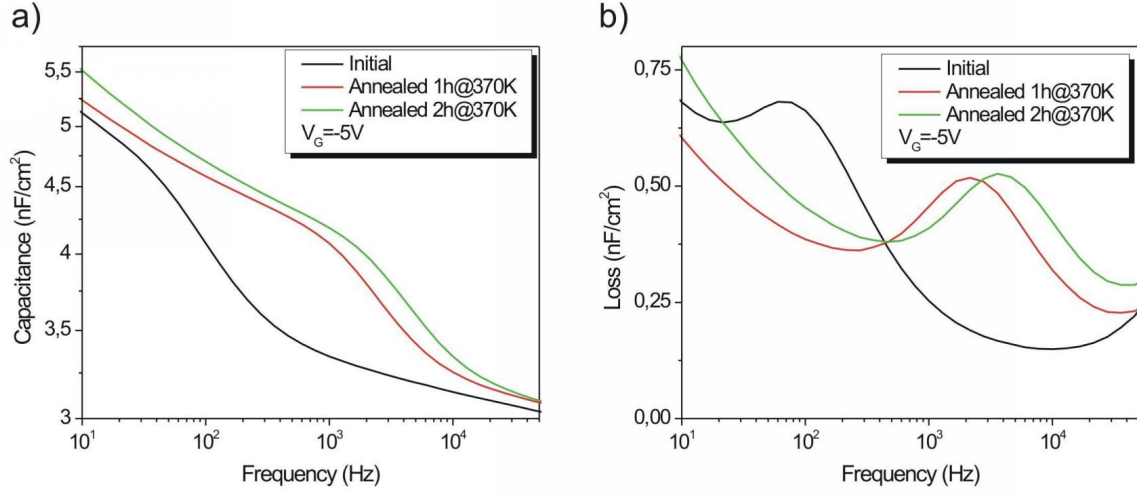 a)
Capacitance (nF/cm²)
5,5
5
4,5
4
3,5
3
Initial
Annealed 1h@370K
Annealed 2h@370K
V_G=-5V
10¹ 10² 10³ 10⁴
Frequency (Hz)
b)
Loss (nF/cm²)
0,75
0,50
0,25
0,00
Initial
Annealed 1h@370K
Annealed 2h@370K
V_G=-5V
10¹ 10² 10³ 10⁴
Frequency (Hz)